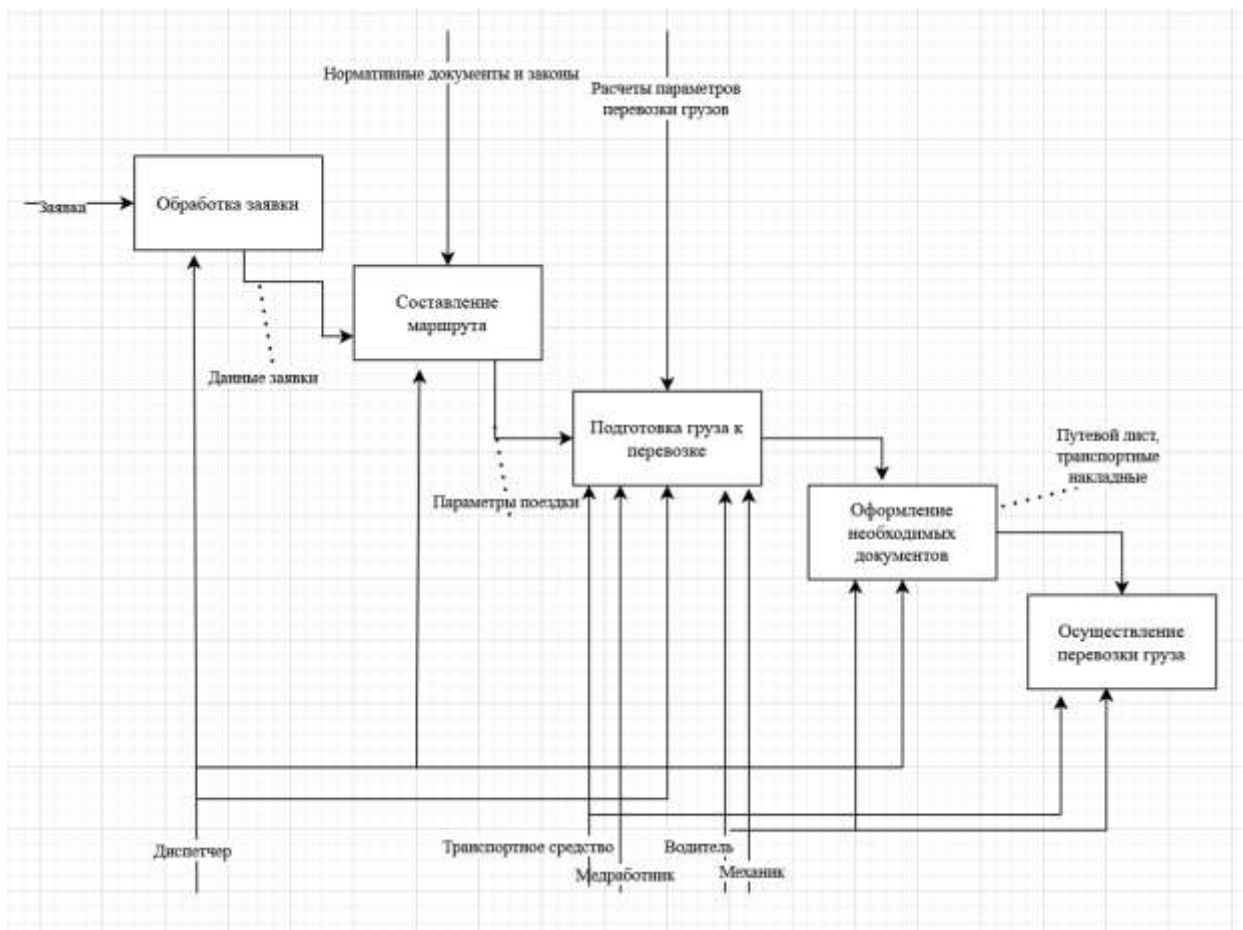 Нормативные документы и законы
Расчеты параметров
перевозки грузов
Заявка
Обработка заявки
Составление
маршрута
Данные заявки
Подготовка груза к
перевозке
Параметры поездки
Путевой лист,
транспортные
накладные
Оформление
необходимых
документов
Осуществление
перевозки груза
Диспетчер
Транспортное средство
Водитель
Медработник
Механик